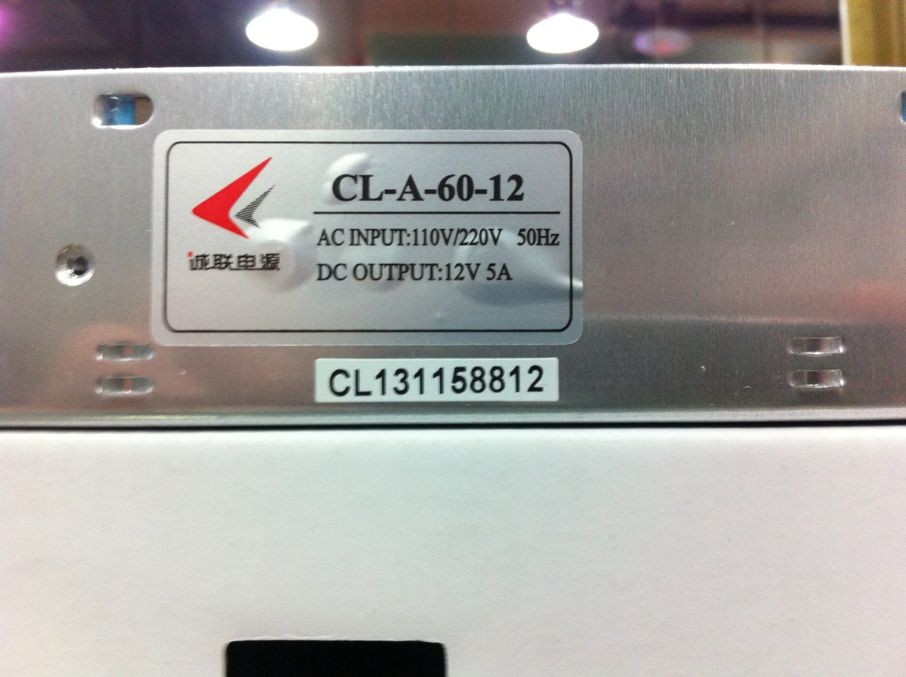 CL-A-60-12
AC INPUT:110V/220V 50Hz
DC OUTPUT:12V 5A
诚联电源
CL131158812